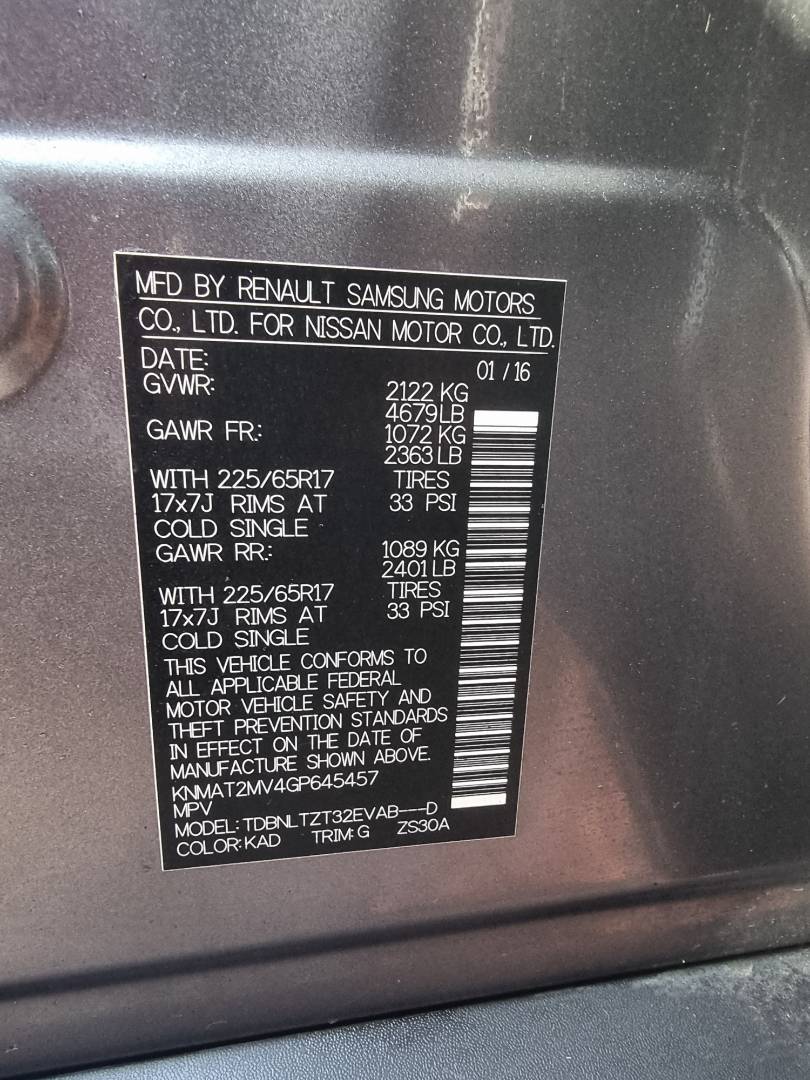 MFD BY RENAULT SAMSUNG MOTORS
CO., LTD. FOR NISSAN MOTOR CO., LTD.
DATE: 01 / 16
GVWR: 2122 KG
4679 LB
GAWR FR.: 1072 KG
2363 LB
WITH 225/65R17 TIRES
17x7J RIMS AT 33 PSI
COLD SINGLE
GAWR RR.: 1089 KG
2401 LB
WITH 225/65R17 TIRES
17x7J RIMS AT 33 PSI
COLD SINGLE
THIS VEHICLE CONFORMS TO
ALL APPLICABLE FEDERAL
MOTOR VEHICLE SAFETY AND
THEFT PREVENTION STANDARDS
IN EFFECT ON THE DATE OF
MANUFACTURE SHOWN ABOVE.
KNMAT2MV4GP645457
MPV
MODEL: TDBNLTZT32EVAB---D
COLOR: KAD TRIM: G ZS30A